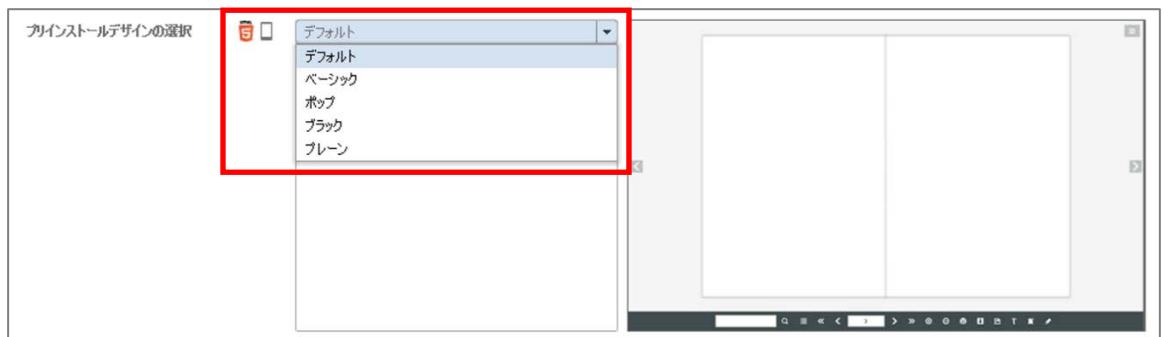 プリインストールデザインの選択
デフォルト
デフォルト
ベーシック
ポップ
ブラック
プレーン